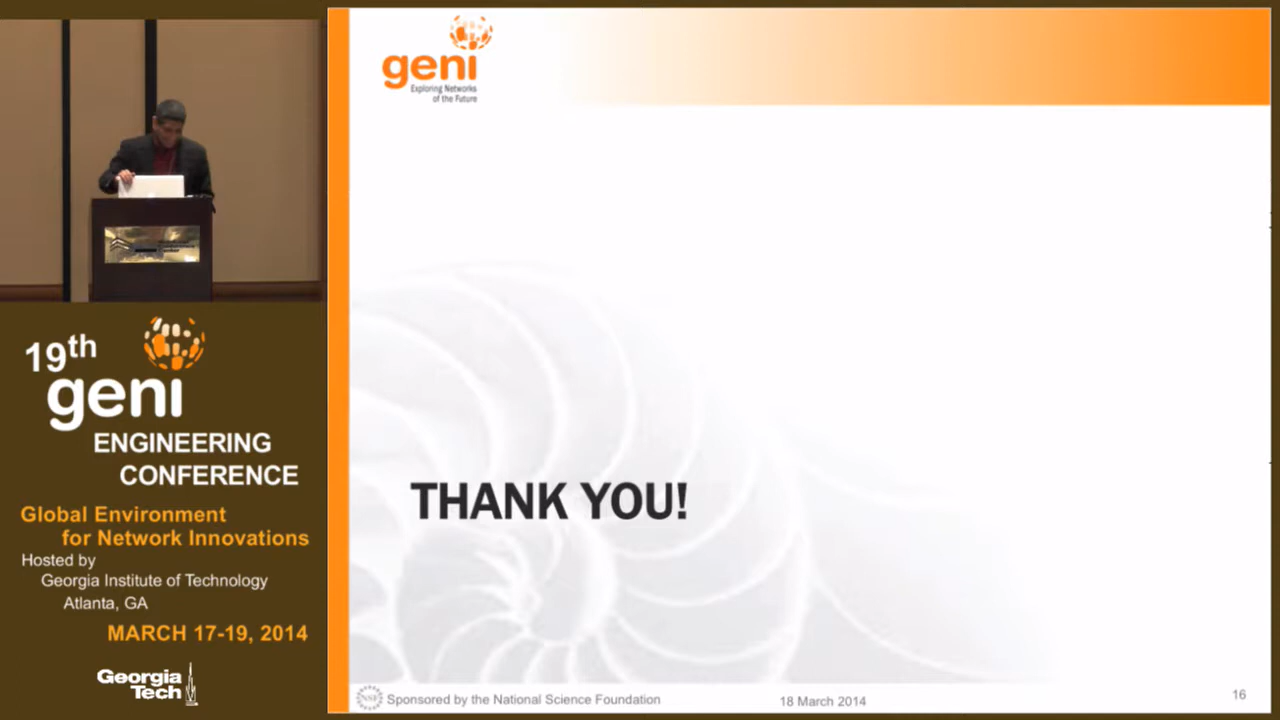 19th
geni
ENGINEERING
CONFERENCE
Global Environment
for Network Innovations
Hosted by
Georgia Institute of Technology
Atlanta, GA
MARCH 17-19, 2014
Georgia
Tech
geni
Exploring Networks
of the Future
THANK YOU!
NSF
Sponsored by the National Science Foundation
18 March 2014
16